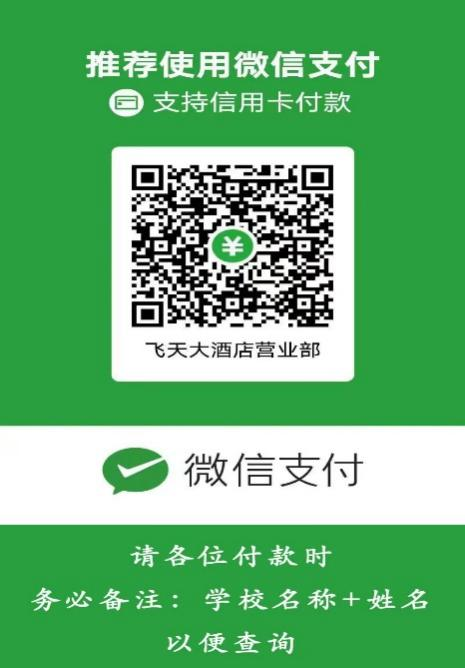 推荐使用微信支付
支持信用卡付款
¥
飞天大酒店营业部
微信支付
请各位付款时
务必备注：学校名称+姓名
以便查询